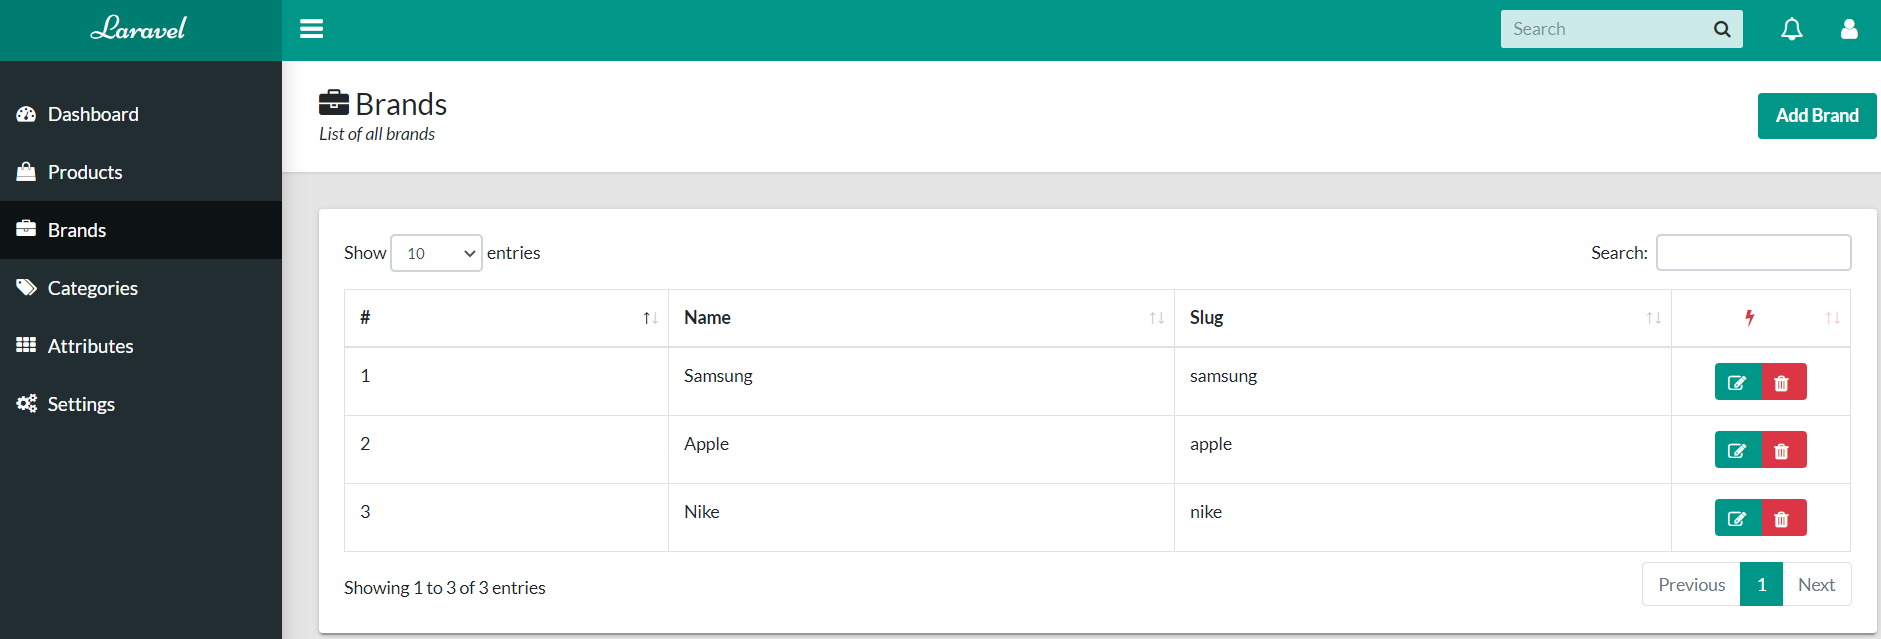 Laravel
Search
Dashboard
Products
Brands
Categories
Attributes
Settings
Brands
List of all brands
Add Brand
Show 10 entries
Search:
# Name Slug
1 Samsung samsung
2 Apple apple
3 Nike nike
Showing 1 to 3 of 3 entries
Previous 1 Next